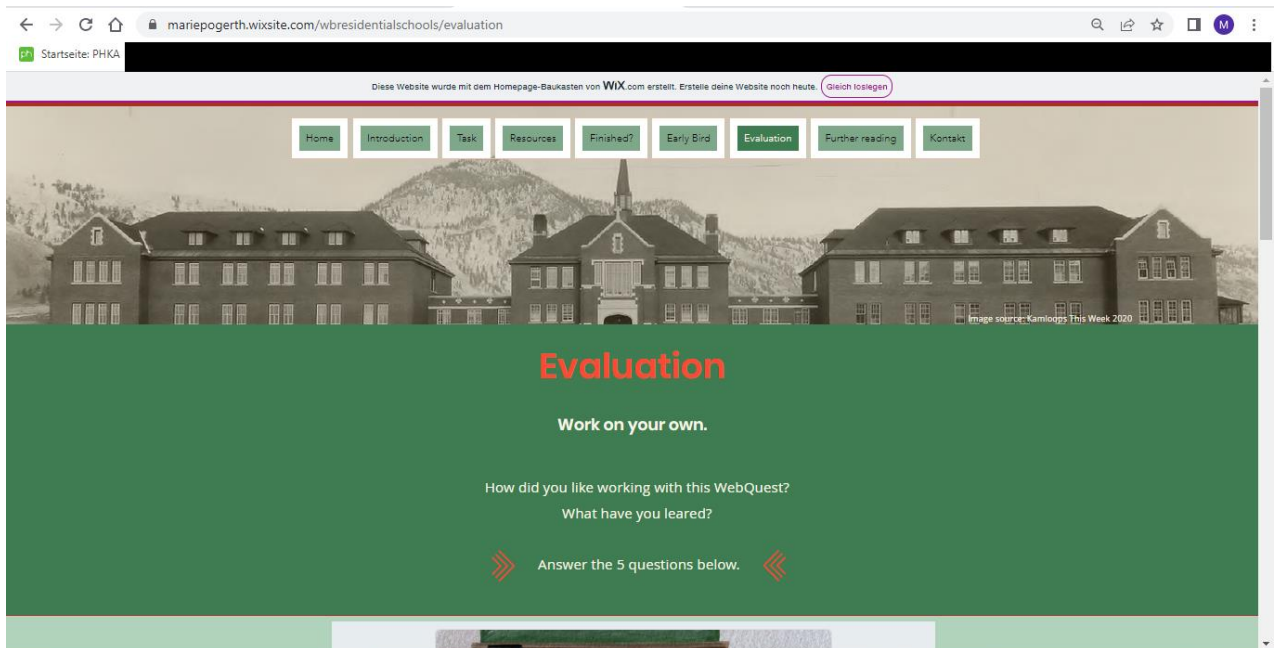 mariepogerth.wixsite.com/wbresidentialschools/evaluation
M
ph Startseite: PHKA
Diese Website wurde mit dem Homepage-Baukasten von WiX.com erstellt. Erstelle deine Website noch heute. Gleich loslegen
Home Introduction Task Resources Finished? Early Bird Evaluation Further reading Kontakt
Image source: Kamloops This Week 2020
Evaluation
Work on your own.
How did you like working with this WebQuest?
What have you leared?
Answer the 5 questions below.